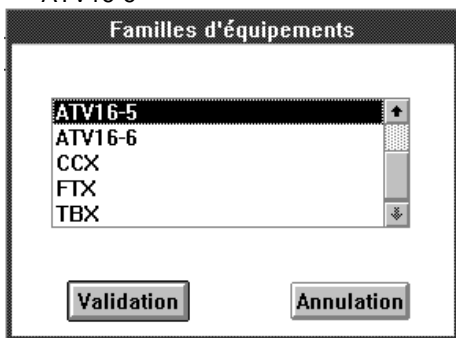 Familles d'équipements
ATV16-5
ATV16-6
CCX
FTX
TBX
Validation
Annulation